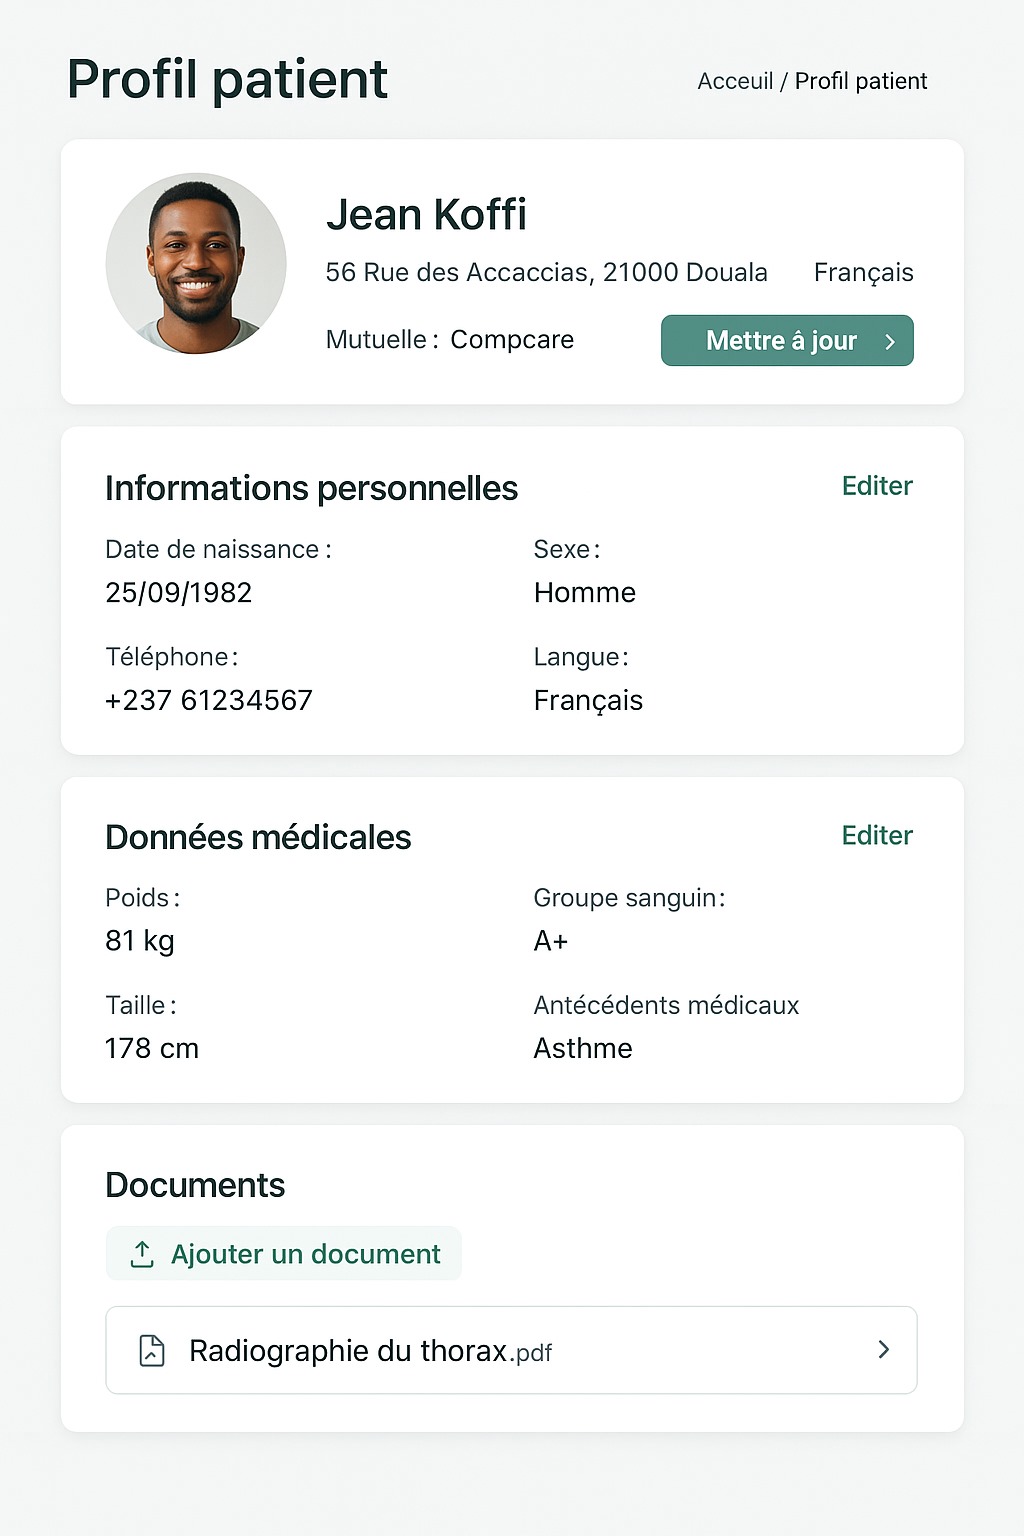 Profil patient
Acceuil / Profil patient
Jean Koffi
56 Rue des Accaccias, 21000 Douala
Français
Mutuelle : Compcare
Mettre â jour
Informations personnelles
Editer
Date de naissance :
Sexe :
25/09/1982
Homme
Téléphone :
Langue :
+237 61234567
Français
Données médicales
Editer
Poids :
Groupe sanguin :
81 kg
A+
Taille :
Antécédents médicaux
178 cm
Asthme
Documents
Ajouter un document
Radiographie du thorax.pdf